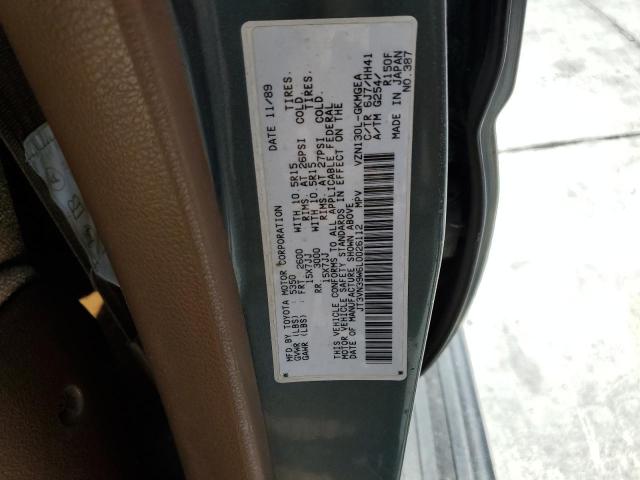 MFD.BY TOYOTA MOTOR CORPORATION DATE 11/89
GVWR (LBS) 5350
GAWR (LBS) FRT 2600 WITH 10.5R15 TIRES.
15X7JJ RIMS. AT 26PSI COLD.
RR 3000 WITH 10.5R15 TIRES.
15X7JJ RIMS. AT 27PSI COLD.
THIS VEHICLE CONFORMS TO ALL APPLICABLE FEDERAL
MOTOR VEHICLE SAFETY STANDARDS IN EFFECT ON THE
DATE OF MANUFACTURE SHOWN ABOVE.
JT3VN39W6L0026112 MPV VZN130L-GKMGEA
C/TR 6J7/HH41
A/TM G254/ R150F
MADE IN JAPAN
NO.387